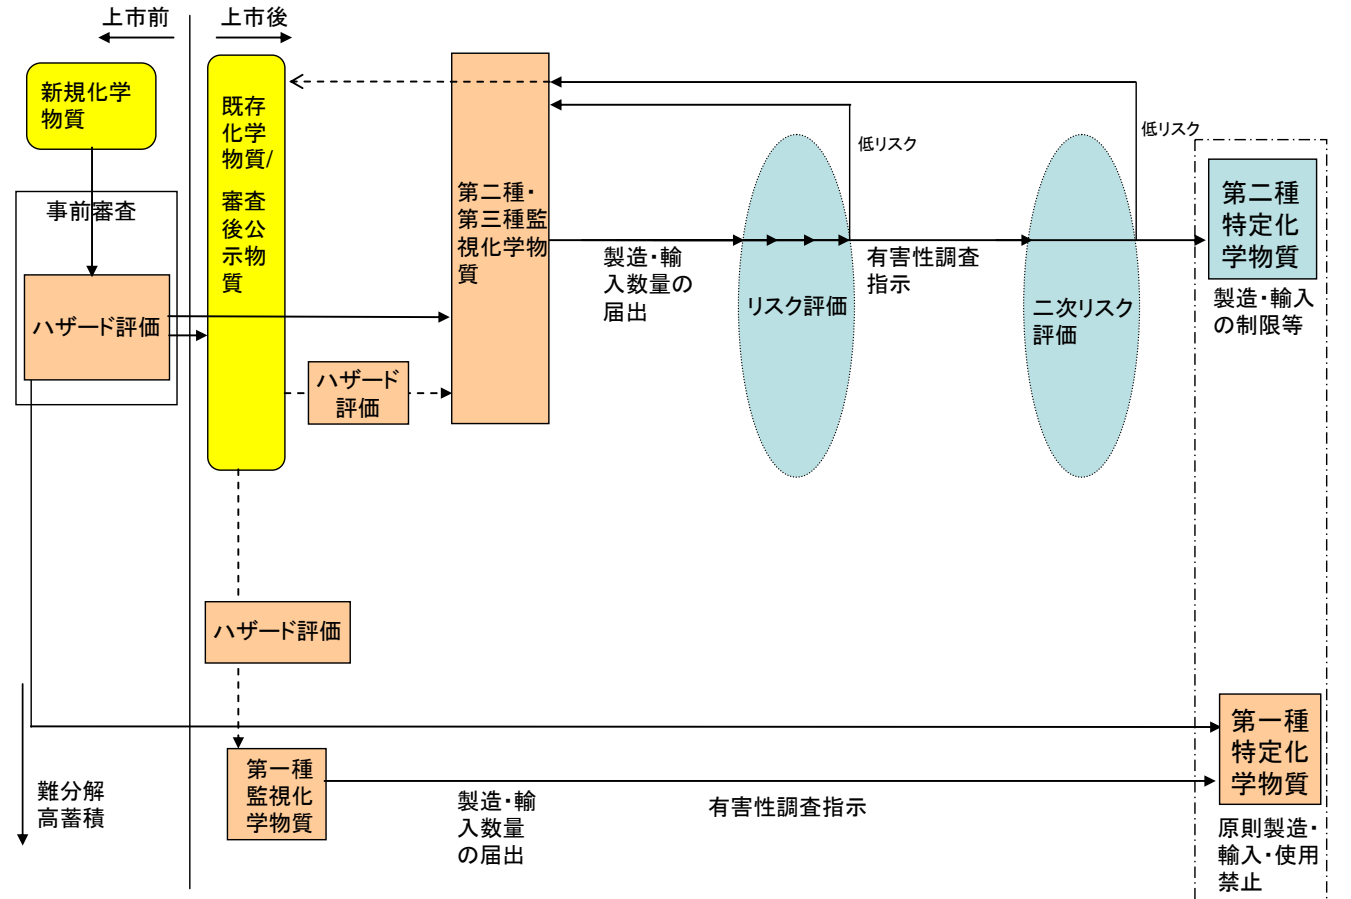 上市前
上市後
新規化学
物質
事前審査
ハザード評価
既存
化学
物質/
審査
後公
示物
質
ハザード
評価
第二種・
第三種監
視化学物
質
製造・輸
入数量の
届出
リスク評価
低リスク
有害性調査
指示
二次リスク
評価
低リスク
第二種
特定化
学物質
製造・輸入
の制限等
ハザード評価
難分解
高蓄積
第一種
監視化
学物質
製造・輸
入数量
の届出
有害性調査指示
第一種
特定化
学物質
原則製造・
輸入・使用
禁止